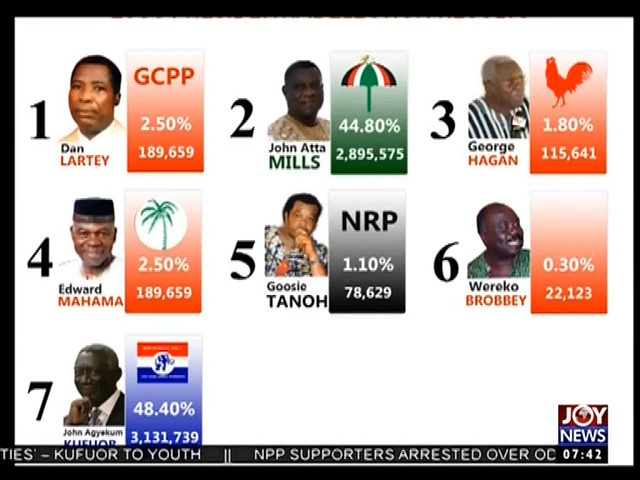 1
Dan
LARTEY
GCPP
2.50%
189,659
2
John Atta
MILLS
44.80%
2,895,575
3
George
HAGAN
1.80%
115,641
4
Edward
MAHAMA
2.50%
189,659
5
Goosie
TANOH
NRP
1.10%
78,629
6
Wereko
BROBBEY
0.30%
22,123
7
John Agyekum
KUFUOR
48.40%
3,131,739
JOY
NEWS
TIES' – KUFUOR TO YOUTH || NPP SUPPORTERS ARRESTED OVER
07:42